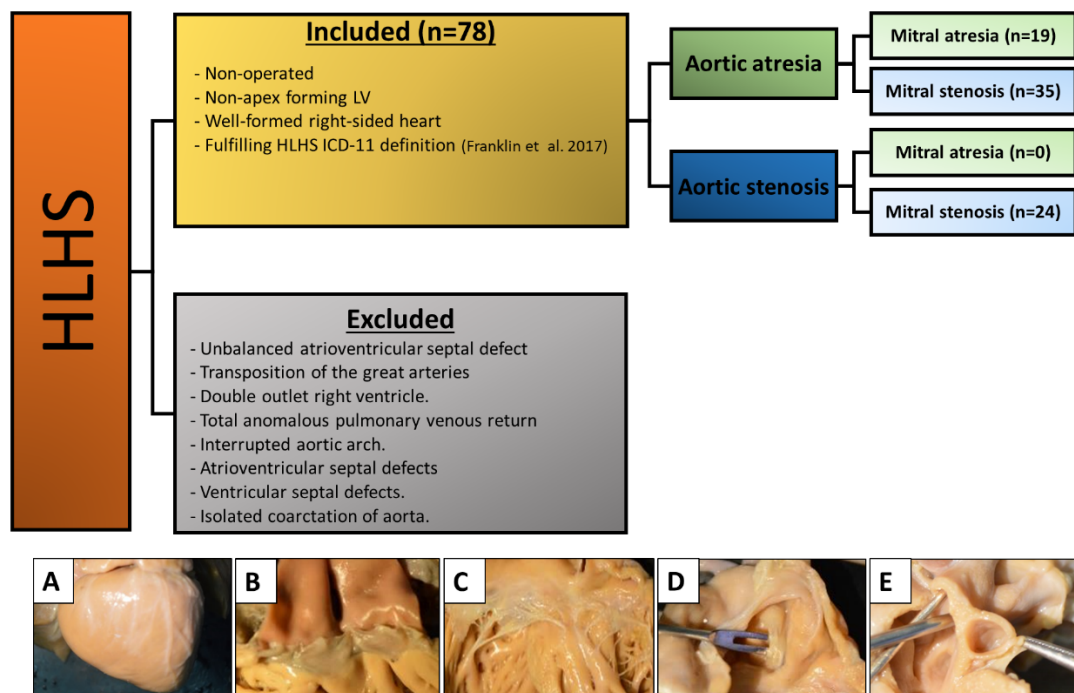 HLHS
Included (n=78)
- Non-operated
- Non-apex forming LV
- Well-formed right-sided heart
- Fulfilling HLHS ICD-11 definition (Franklin et al. 2017)
Aortic atresia
Mitral atresia (n=19)
Mitral stenosis (n=35)
Aortic stenosis
Mitral atresia (n=0)
Mitral stenosis (n=24)
Excluded
- Unbalanced atrioventricular septal defect
- Transposition of the great arteries
- Double outlet right ventricle.
- Total anomalous pulmonary venous return
- Interrupted aortic arch.
- Atrioventricular septal defects
- Ventricular septal defects.
- Isolated coarctation of aorta.
A
B
C
D
E